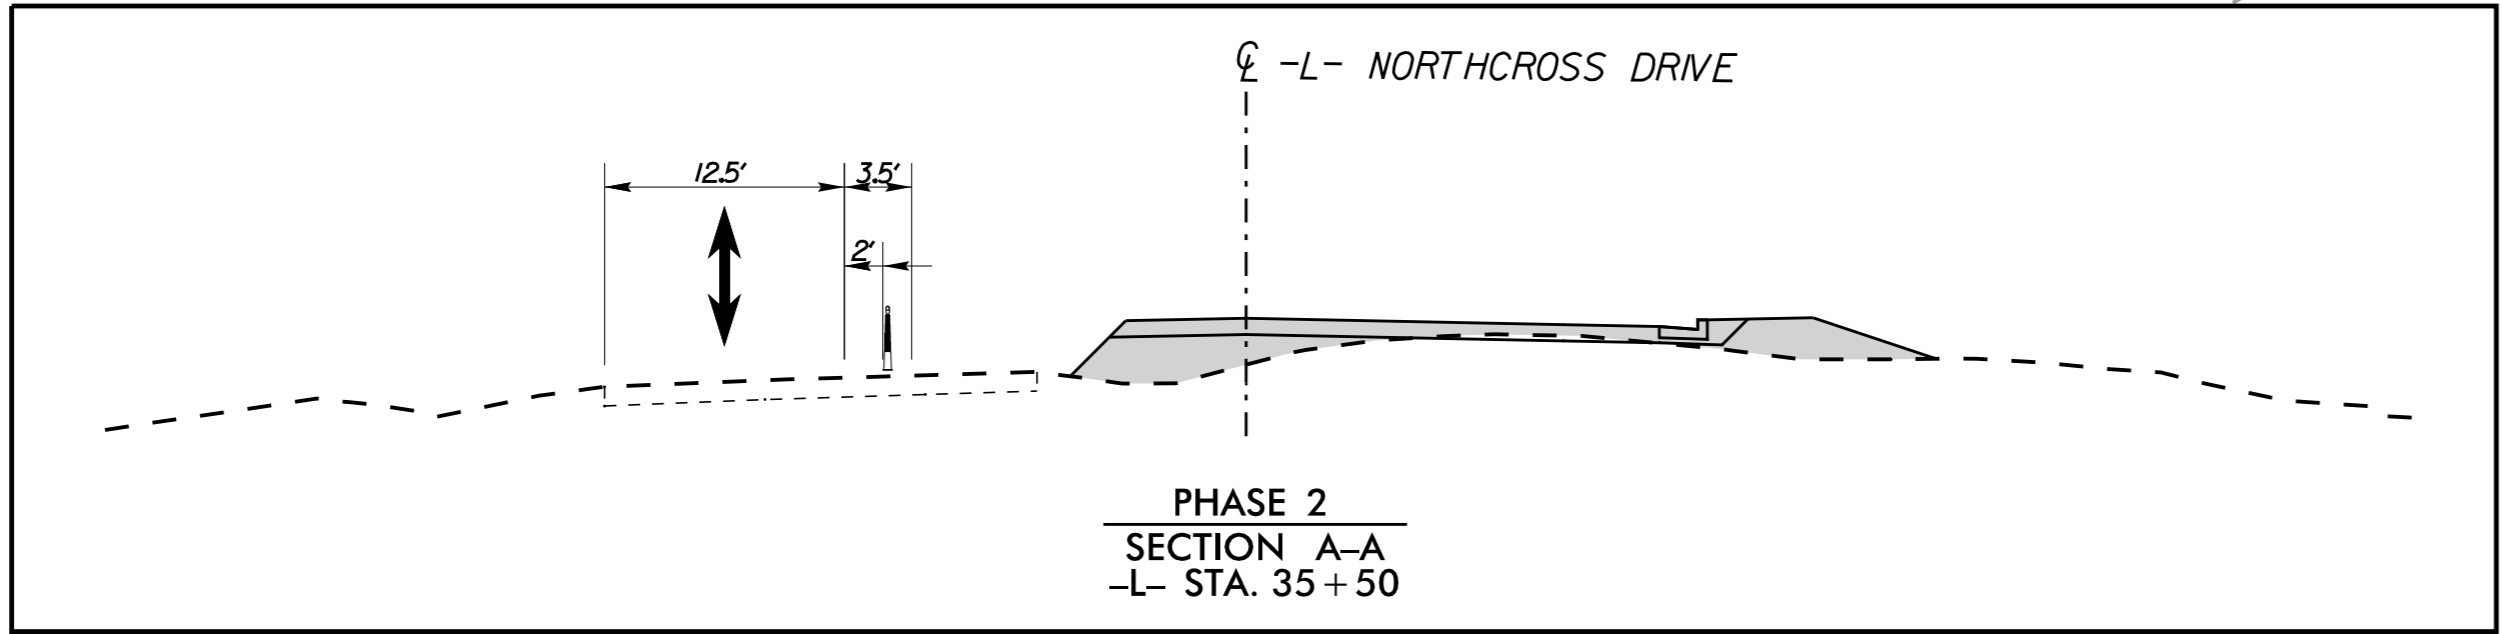 ℄ -L- NORTHCROSS DRIVE
12.5' 3.5'
2'
PHASE 2
SECTION A–A
–L– STA. 35+50